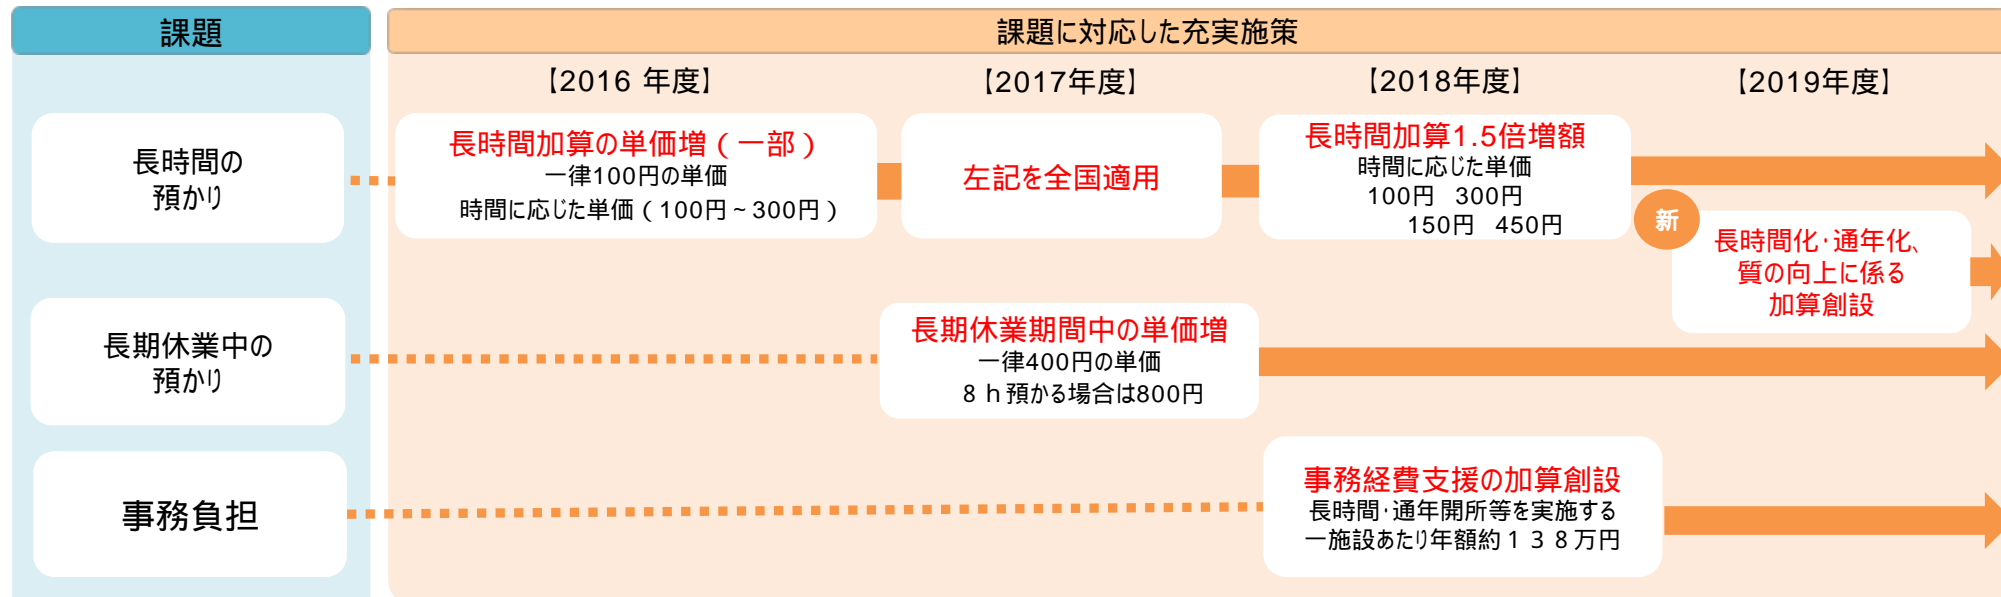 課題
課題に対応した充実施策
【2016 年度】
【2017年度】
【2018年度】
【2019年度】
長時間の
預かり
長時間加算の単価増（一部）
一律100円の単価
時間に応じた単価（100円~300円）
左記を全国適用
長時間加算1.5倍増額
時間に応じた単価
100円 300円
150円 450円
新
長時間化･通年化、
質の向上に係る
加算創設
長期休業中の
預かり
長期休業期間中の単価増
一律400円の単価
８ｈ預かる場合は800円
事務負担
事務経費支援の加算創設
長時間･通年開所等を実施する
一施設あたり年額約１３８万円